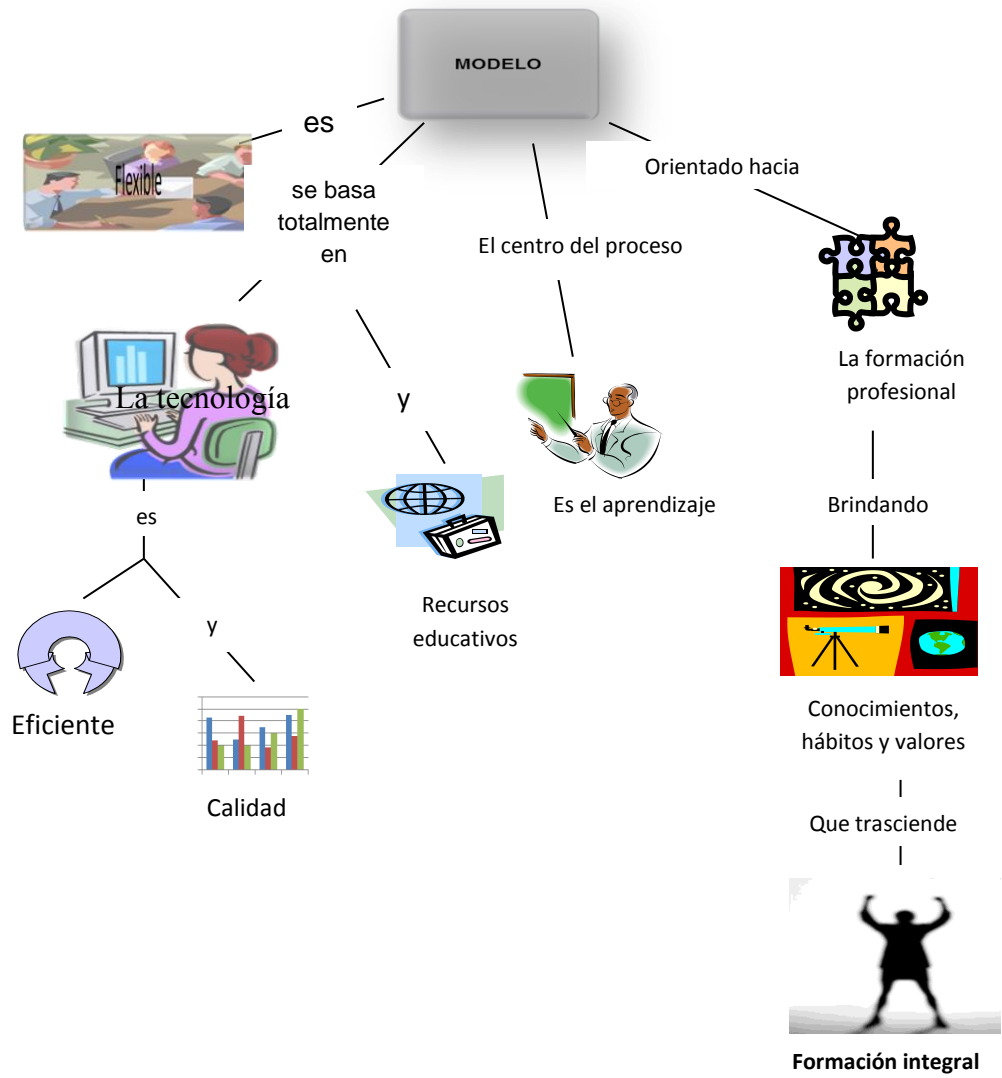 MODELO
es
Flexible
se basa
totalmente
en
El centro del proceso
Orientado hacia
La tecnología
y
Es el aprendizaje
La formación
profesional
es
Recursos
educativos
Brindando
Eficiente
y
Calidad
Conocimientos,
hábitos y valores
Que trasciende
Formación integral